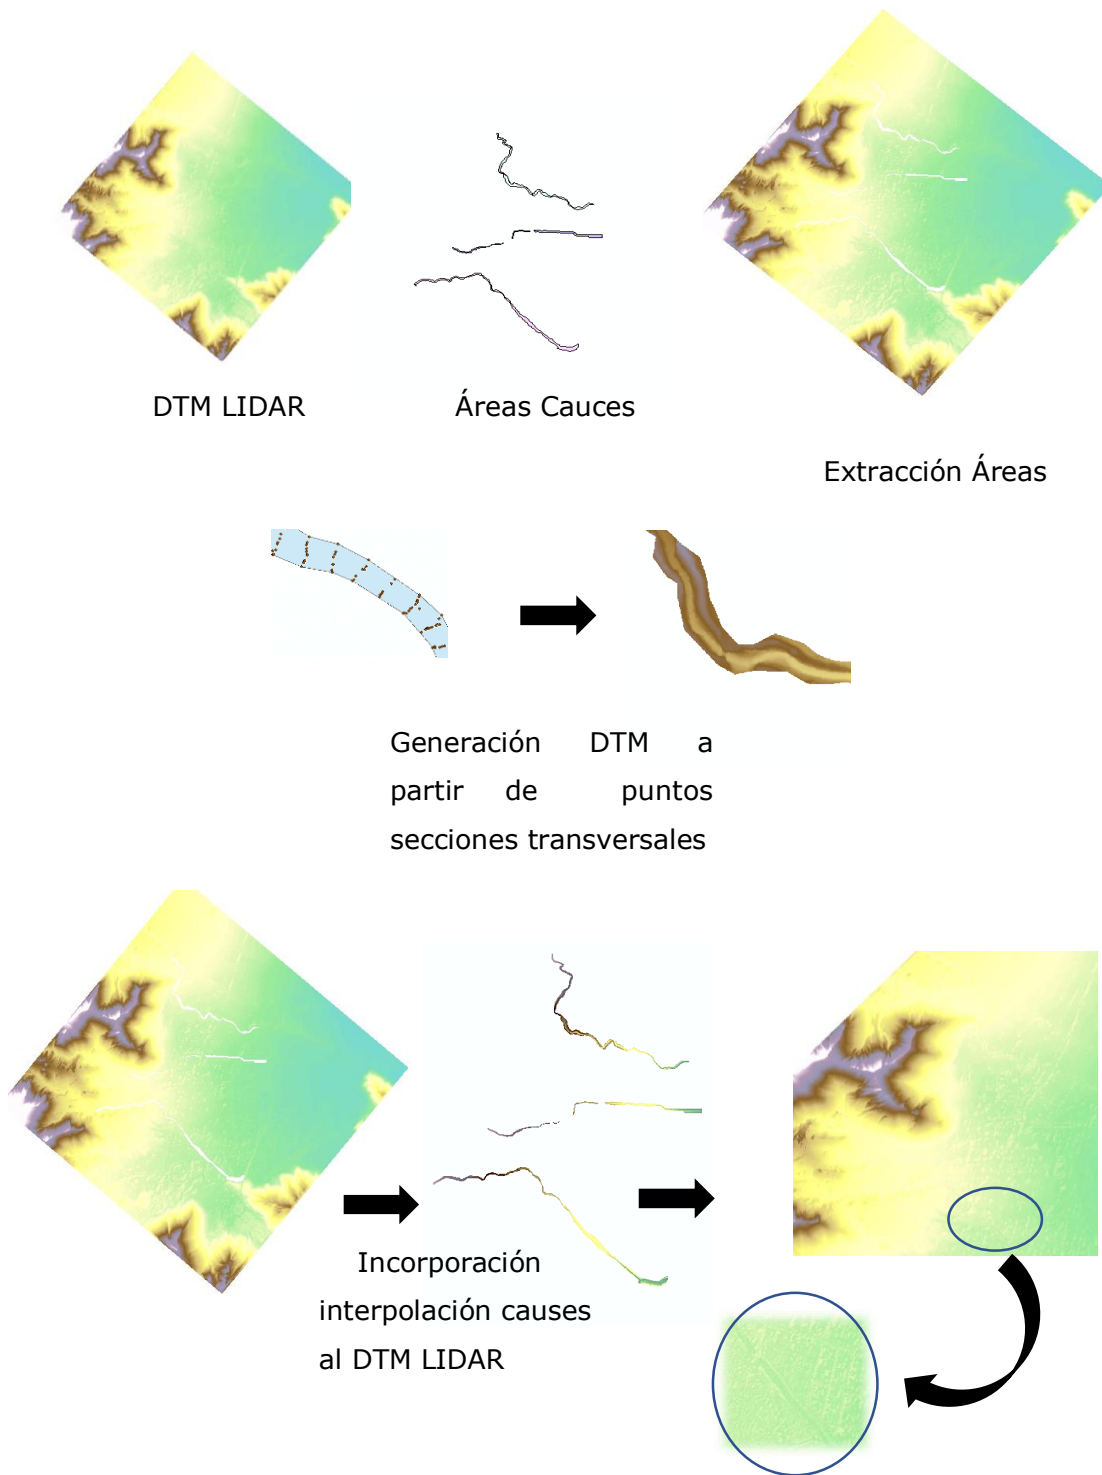 DTM LIDAR
Áreas Cauces
Extracción Áreas
Generación DTM a
partir de puntos
secciones transversales
Incorporación
interpolación causes
al DTM LIDAR